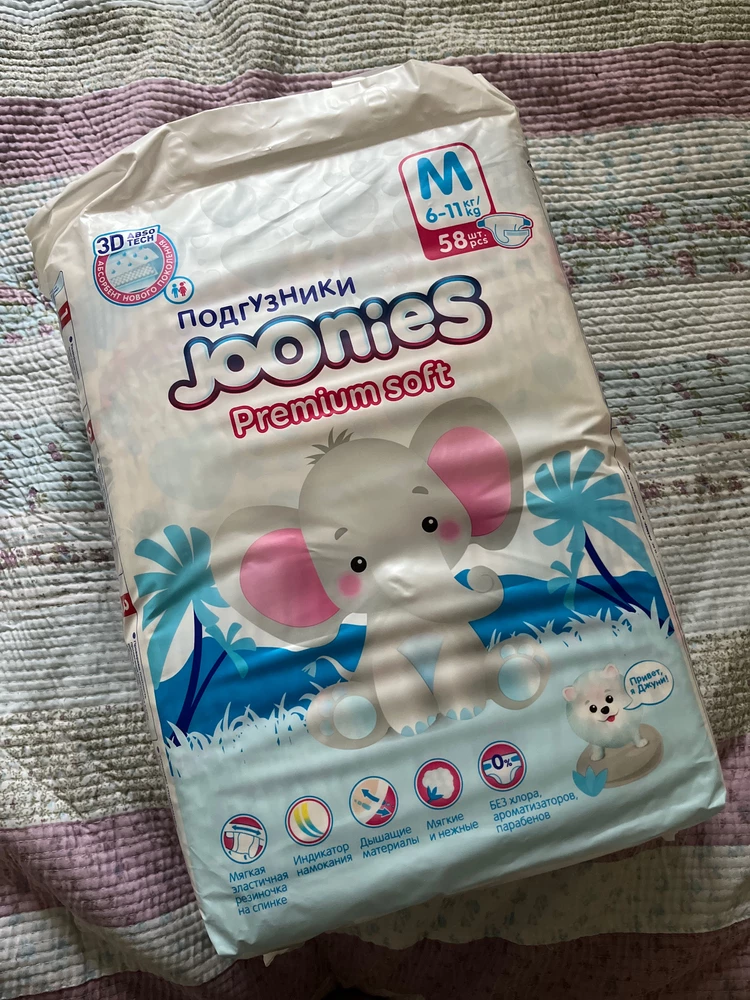 M
6-11 кг/kg
58 шт. pcs
3D ABSO TECH
АБСОРБЕНТ НОВОГО ПОКОЛЕНИЯ
ПОДГУЗНИКИ
JOONIES
Premium soft
Привет,
я Джуни!
Мягкая
эластичная
резиночка
на спинке
Индикатор
намокания
Дышащие
материалы
Мягкие
и нежные
0%
БЕЗ хлора,
ароматизаторов,
парабенов